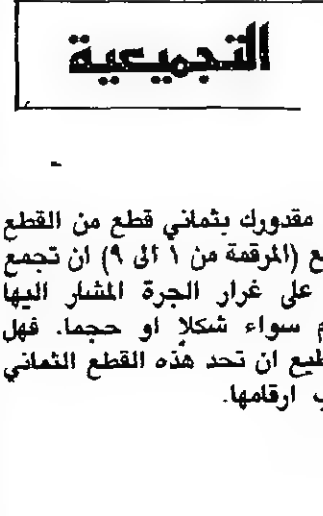 التجميعية
مقدورك بثماني قطع من القطع
ع (المرقمة من ١ الى ٩) ان تجمع
على غرار الجرة المشار اليها
م سواء شكلاٍ او حجما. فهل
طيع ان تحد هذه القطع الثماني
ب ارقامها.